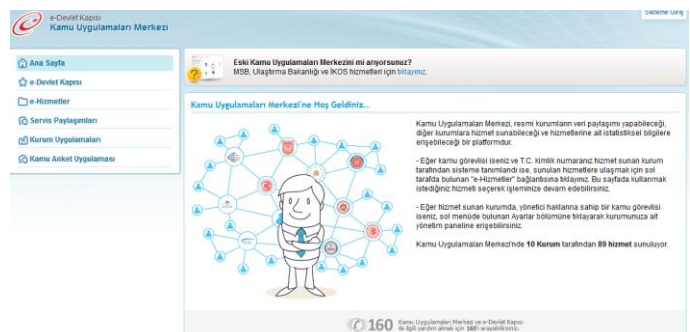 e-Devlet Kapısı
Kamu Uygulamaları Merkezi
Sisteme Giriş
Ana Sayfa
e-Devlet Kapısı
e-Hizmetler
Servis Paylaşımları
Kurum Uygulamaları
Kamu Anket Uygulaması
Eski Kamu Uygulamaları Merkezini mi arıyorsunuz?
MSB, Ulaştırma Bakanlığı ve İKOS hizmetleri için tıklayınız.
Kamu Uygulamaları Merkezi'ne Hoş Geldiniz..
Kamu Uygulamaları Merkezi, resmi kurumların veri paylaşımı yapabileceği,
diğer kurumlara hizmet sunabileceği ve hizmetlerine ait istatistiksel bilgilere
erişebileceği bir platformdur.
- Eğer kamu görevlisi iseniz ve T.C. kimlik numaranız hizmet sunan kurum
tarafından sisteme tanımlandı ise, sunulan hizmetlere ulaşmak için sol
tarafta bulunan "e-Hizmetler" bağlantısına tıklayınız. Bu sayfada kullanmak
istediğiniz hizmeti seçerek işleminize devam edebilirsiniz.
- Eğer hizmet sunan kurumda, yönetici haklarına sahip bir kamu görevlisi
iseniz, sol menüde bulunan Ayarlar bölümüne tıklayarak kurumunuza ait
yönetim paneline erişebilirsiniz.
Kamu Uygulamaları Merkezi'nde 10 Kurum tarafından 89 hizmet sunuluyor.
160 Kamu Uygulamaları Merkezi ve e-Devlet Kapısı
ile ilgili yardım almak için 160'ı arayabilirsiniz.